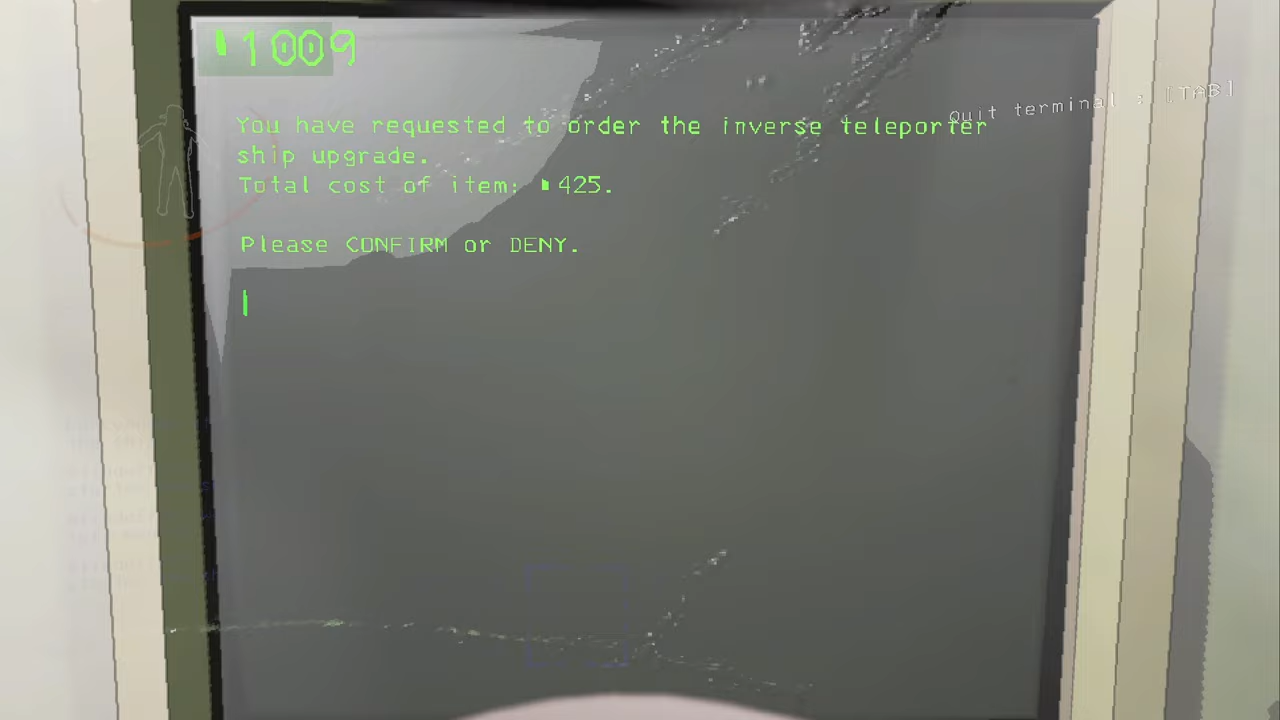 ▮1009
Quit terminal : [TAB]
You have requested to order the inverse teleporter
ship upgrade.
Total cost of item: ▮425.
Please CONFIRM or DENY.